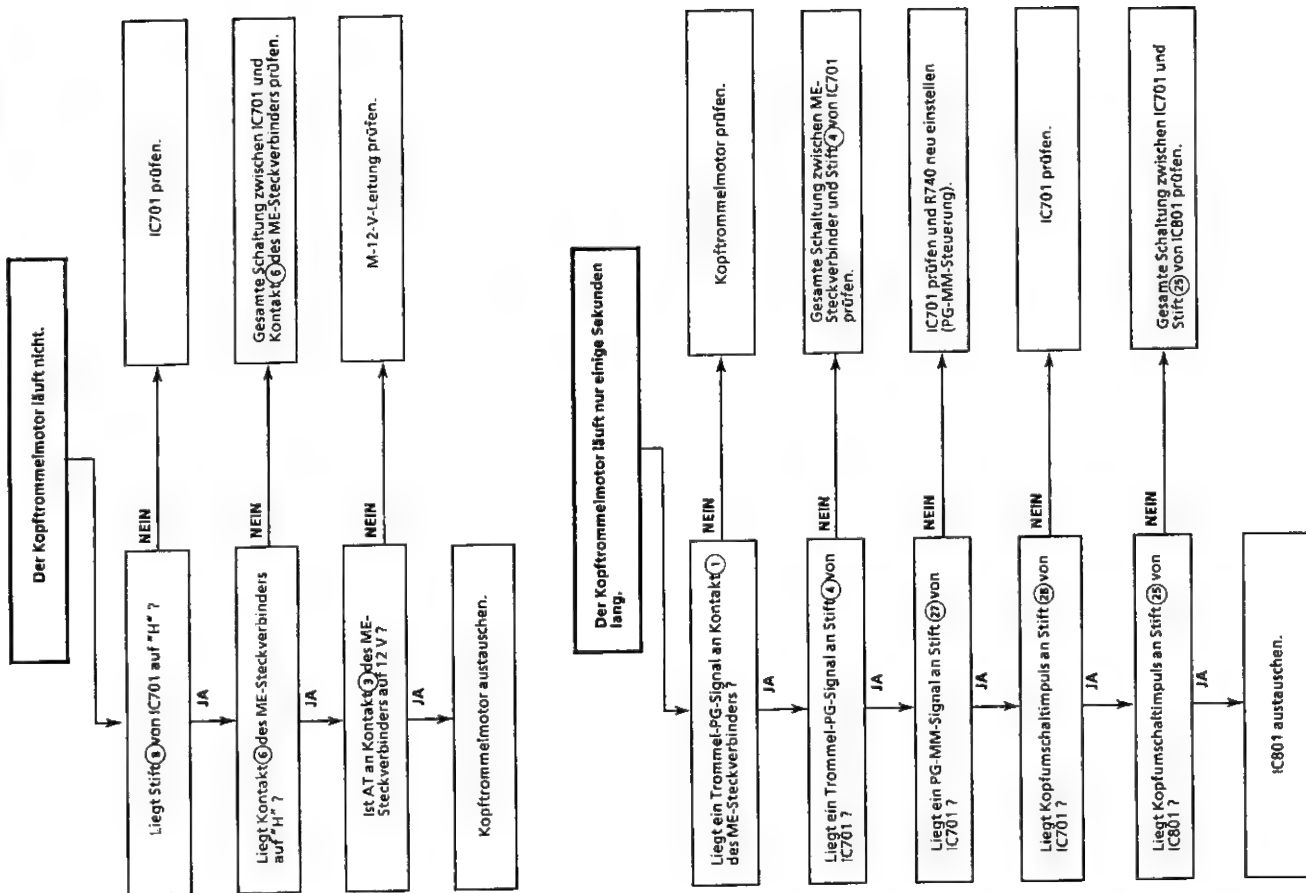 Der Kopftrommelmotor läuft nicht.
Liegt Stift ⑧ von IC701 auf "H" ?
NEIN
IC701 prüfen.
JA
Liegt Kontakt ⑥ des ME-Steckverbinders
auf "H" ?
NEIN
Gesamte Schaltung zwischen IC701 und
Kontakt ⑥ des ME-Steckverbinders prüfen.
JA
Ist AT an Kontakt ③ des ME-
Steckverbinders auf 12 V ?
NEIN
M-12-V-Leitung prüfen.
JA
Kopftrommelmotor austauschen.
Der Kopftrommelmotor läuft nur einige Sekunden
lang.
Liegt ein Trommel-PG-Signal an Kontakt ①
des ME-Steckverbinders ?
NEIN
Kopftrommelmotor prüfen.
JA
Liegt ein Trommel-PG-Signal an Stift ④ von
IC701 ?
NEIN
Gesamte Schaltung zwischen ME-
Steckverbinder und Stift ④ von IC701
prüfen.
JA
Liegt ein PG-MM-Signal an Stift ㉗ von
IC701 ?
NEIN
IC701 prüfen und R740 neu einstellen
(PG-MM-Steuerung).
JA
Liegt Kopfumschaltimpuls an Stift ㉘ von
IC701 ?
NEIN
IC701 prüfen.
JA
Liegt Kopfumschaltimpuls an Stift ㉕ von
IC801 ?
NEIN
Gesamte Schaltung zwischen IC701 und
Stift ㉕ von IC801 prüfen.
JA
IC801 austauschen.